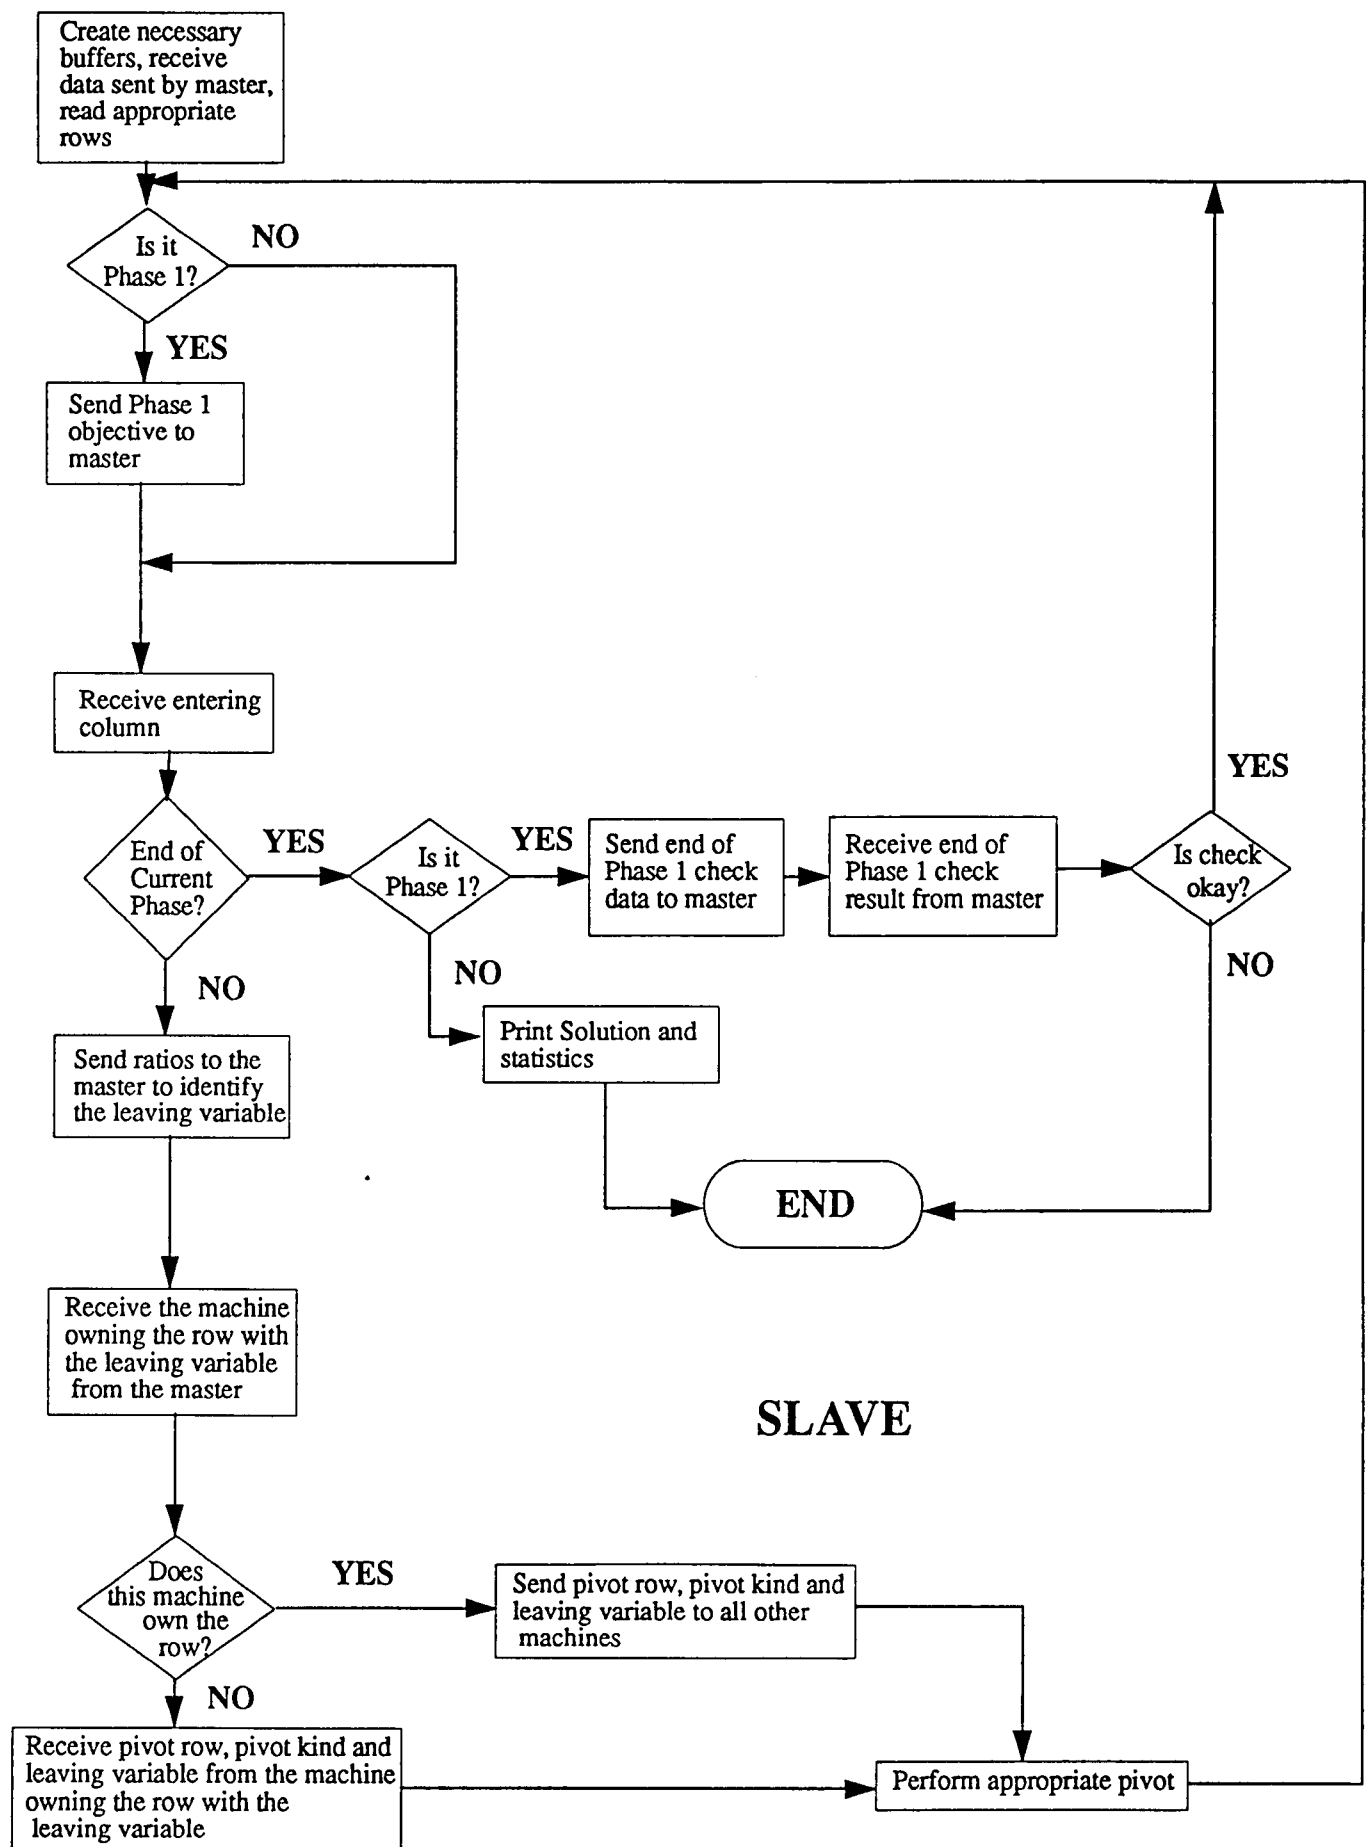 Create necessary
buffers, receive
data sent by master,
read appropriate
rows
Is it
Phase 1?
NO
YES
Send Phase 1
objective to
master
Receive entering
column
End of
Current
Phase?
YES
Is it
Phase 1?
YES
Send end of
Phase 1 check
data to master
Receive end of
Phase 1 check
result from master
Is check
okay?
YES
NO
NO
Print Solution and
statistics
NO
END
Send ratios to the
master to identify
the leaving variable
Receive the machine
owning the row with
the leaving variable
from the master
SLAVE
Does
this machine
own the
row?
YES
Send pivot row, pivot kind and
leaving variable to all other
machines
NO
Receive pivot row, pivot kind and
leaving variable from the machine
owning the row with the
leaving variable
Perform appropriate pivot